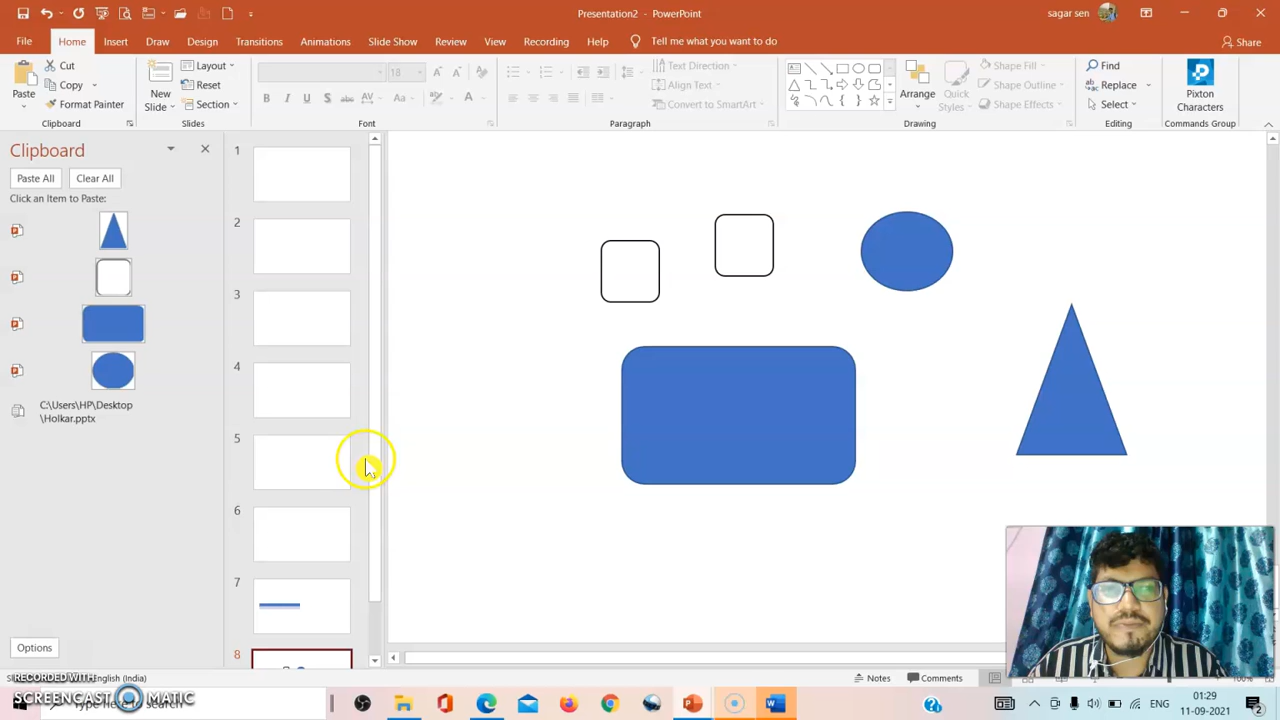 Presentation2 - PowerPoint
sagar sen
File Home Insert Draw Design Transitions Animations Slide Show Review View Recording Help Tell me what you want to do Share
Paste
Cut
Copy
Format Painter
Clipboard
New Slide
Layout
Reset
Section
Slides
18
Font
Text Direction
Align Text
Convert to SmartArt
Paragraph
Arrange
Quick Styles
Shape Fill
Shape Outline
Shape Effects
Drawing
Find
Replace
Select
Editing
Pixton Characters
Commands Group
Clipboard
Paste All Clear All
Click an Item to Paste:
C:\Users\HP\Desktop
\Holkar.pptx
Options
1
2
3
4
5
6
7
8
English (India)
Notes Comments
RECORDED WITH
SCREENCAST MATIC
ENG
01:29
11-09-2021
2